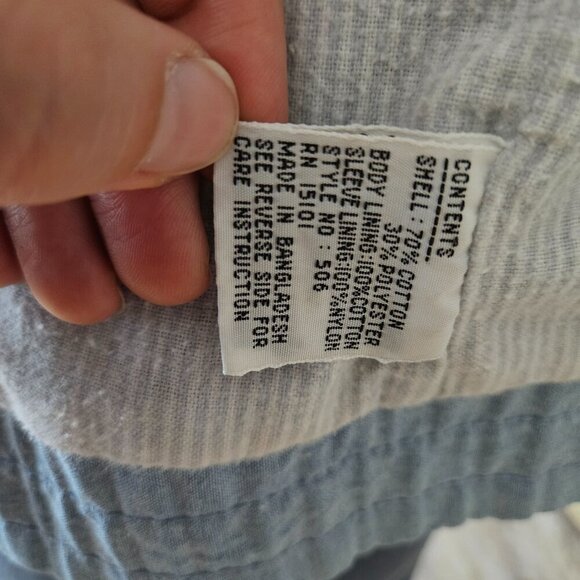 CONTENTS
SHELL: 70% COTTON
30% POLYESTER
BODY LINING:100%COTTON
SLEEVE LINING:100%NYLON
STYLE NO : 506
RN 15101
MADE IN BANGLADESH
SEE REVERSE SIDE FOR
CARE INSTRUCTION